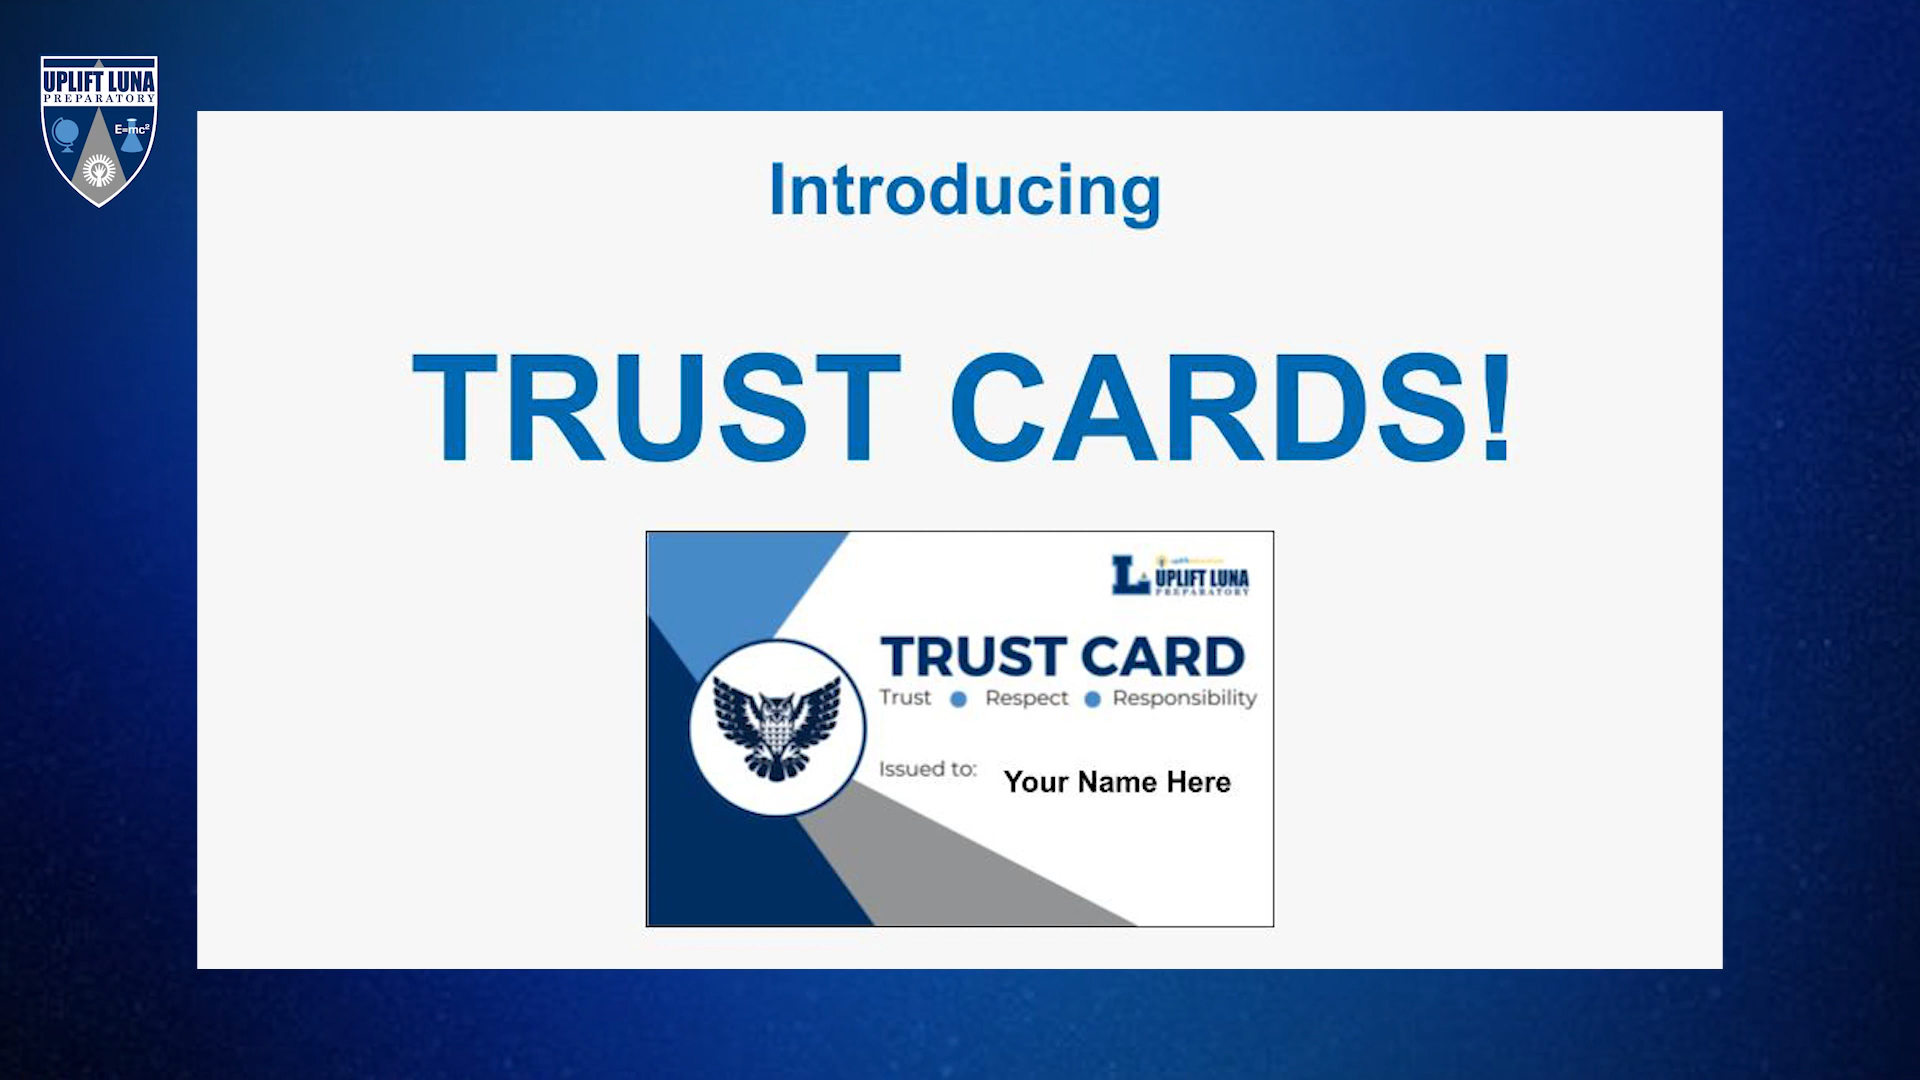 UPLIFT LUNA
PREPARATORY
E=mc²
Introducing
TRUST CARDS!
L
UPLIFT LUNA
PREPARATORY
TRUST CARD
Trust Respect Responsibility
Issued to: Your Name Here